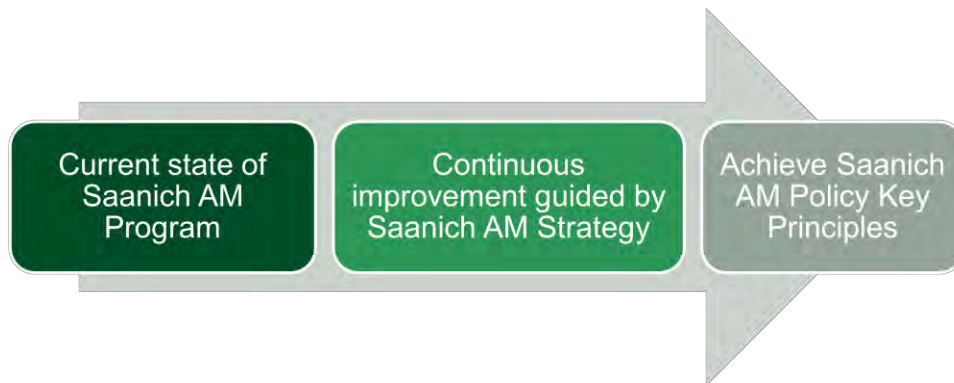 Current state of
Saanich AM
Program
Continuous
improvement guided by
Saanich AM Strategy
Achieve Saanich
AM Policy Key
Principles